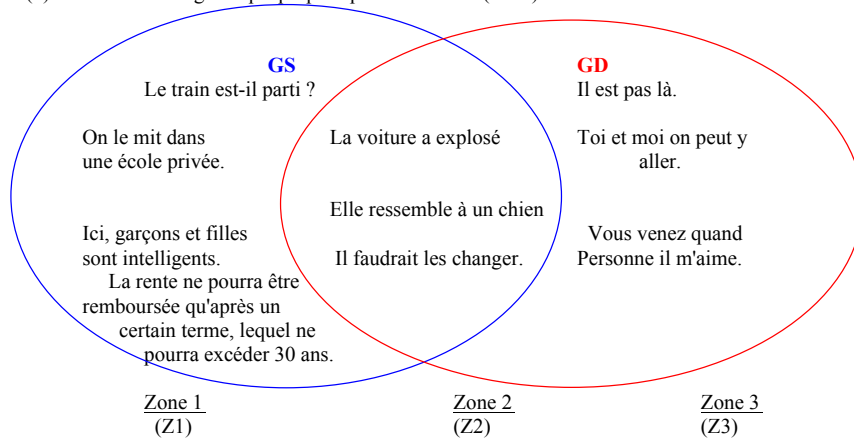 GS
GD
Le train est-il parti ?
Il est pas là.
On le mit dans
une école privée.
La voiture a explosé
Toi et moi on peut y
aller.
Elle ressemble à un chien
Ici, garçons et filles
sont intelligents.
Il faudrait les changer.
Vous venez quand
Personne il m'aime.
La rente ne pourra être
remboursée qu'après un
certain terme, lequel ne
pourra excéder 30 ans.
Zone 1
(Z1)
Zone 2
(Z2)
Zone 3
(Z3)